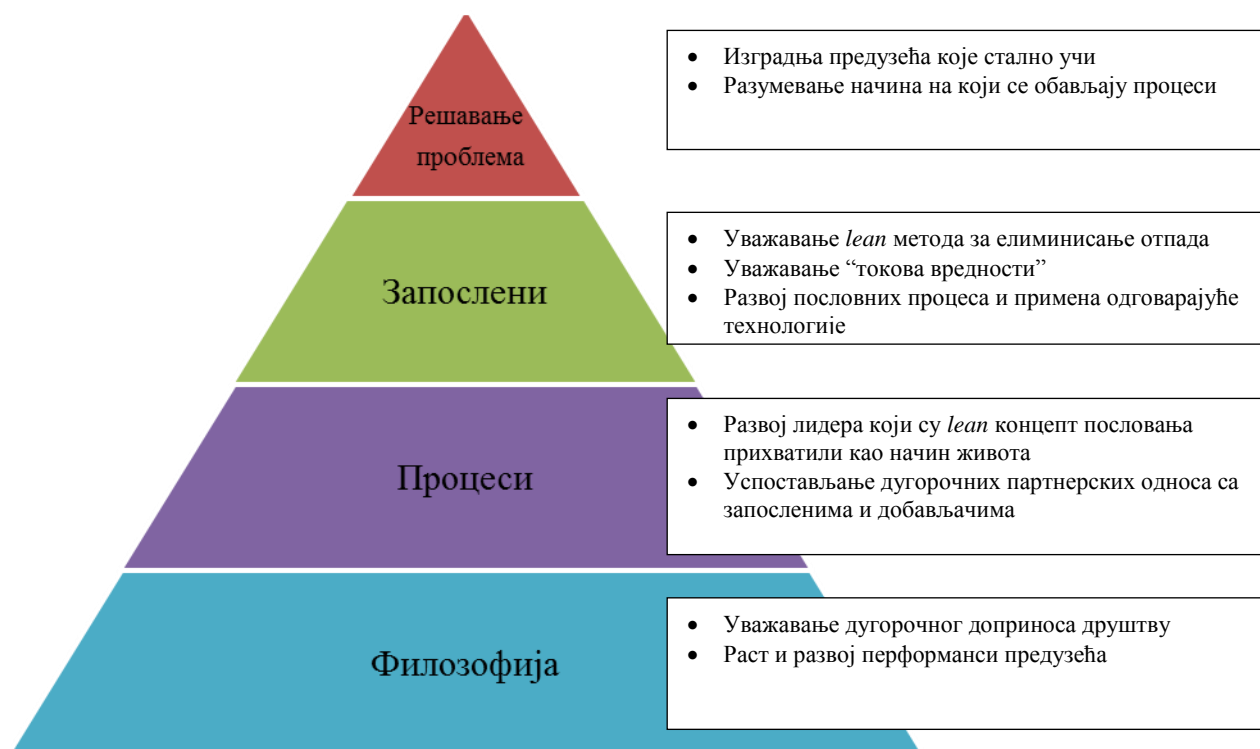 Решавање
проблема
• Изградња предузећа које стално учи
• Разумевање начина на који се обављају процеси
Запослени
• Уважавање lean метода за елиминисање отпада
• Уважавање “токова вредности”
• Развој пословних процеса и примена одговарајуће
технологије
Процеси
• Развој лидера који су lean концепт пословања
прихватили као начин живота
• Успостављање дугорочних партнерских односа са
запосленима и добављачима
Филозофија
• Уважавање дугорочног доприноса друштву
• Раст и развој перформанси предузећа